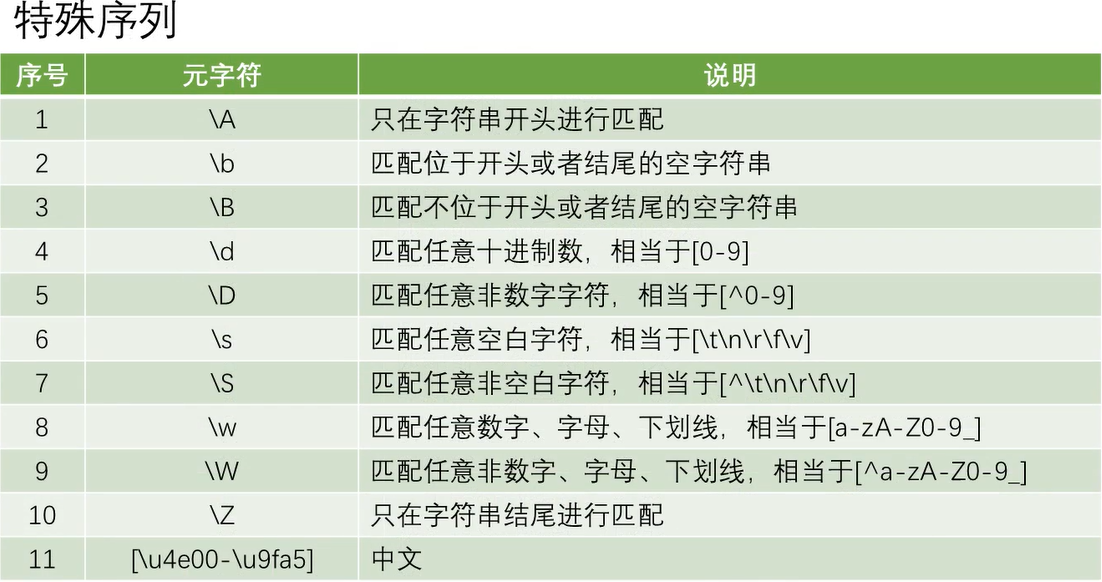 特殊序列
序号 元字符 说明
1 \A 只在字符串开头进行匹配
2 \b 匹配位于开头或者结尾的空字符串
3 \B 匹配不位于开头或者结尾的空字符串
4 \d 匹配任意十进制数，相当于[0-9]
5 \D 匹配任意非数字字符，相当于[^0-9]
6 \s 匹配任意空白字符，相当于[\t\n\r\f\v]
7 \S 匹配任意非空白字符，相当于[^\t\n\r\f\v]
8 \w 匹配任意数字、字母、下划线，相当于[a-zA-Z0-9_]
9 \W 匹配任意非数字、字母、下划线，相当于[^a-zA-Z0-9_]
10 \Z 只在字符串结尾进行匹配
11 [\u4e00-\u9fa5] 中文